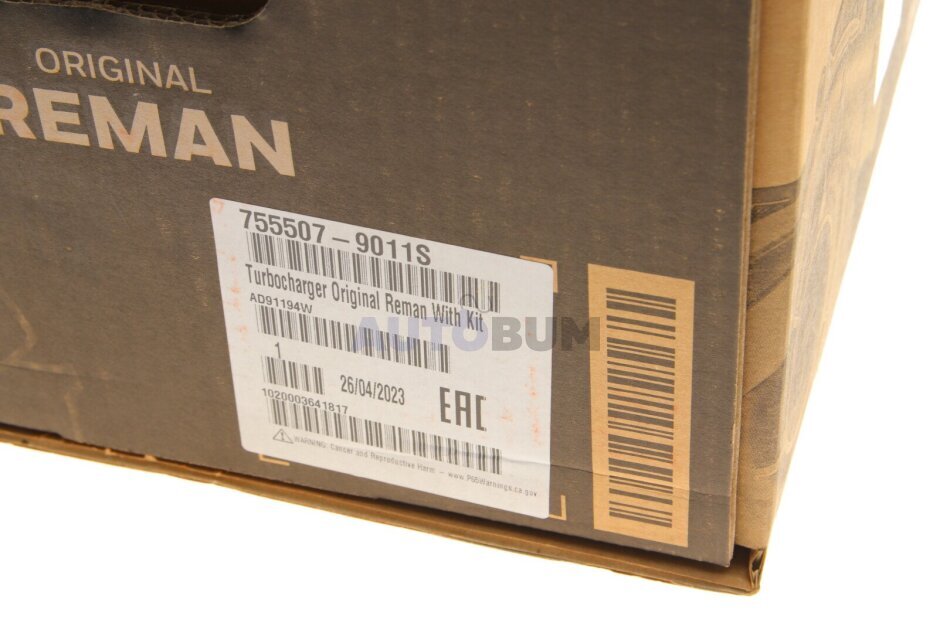 ORIGINAL
REMAN
755507-9011S
Turbocharger Original Reman With Kit
AD91194W
AUTOBUM
1
26/04/2023
EAC
1020003641817
WARNING: Cancer and Reproductive Harm - www.P65Warnings.ca.gov